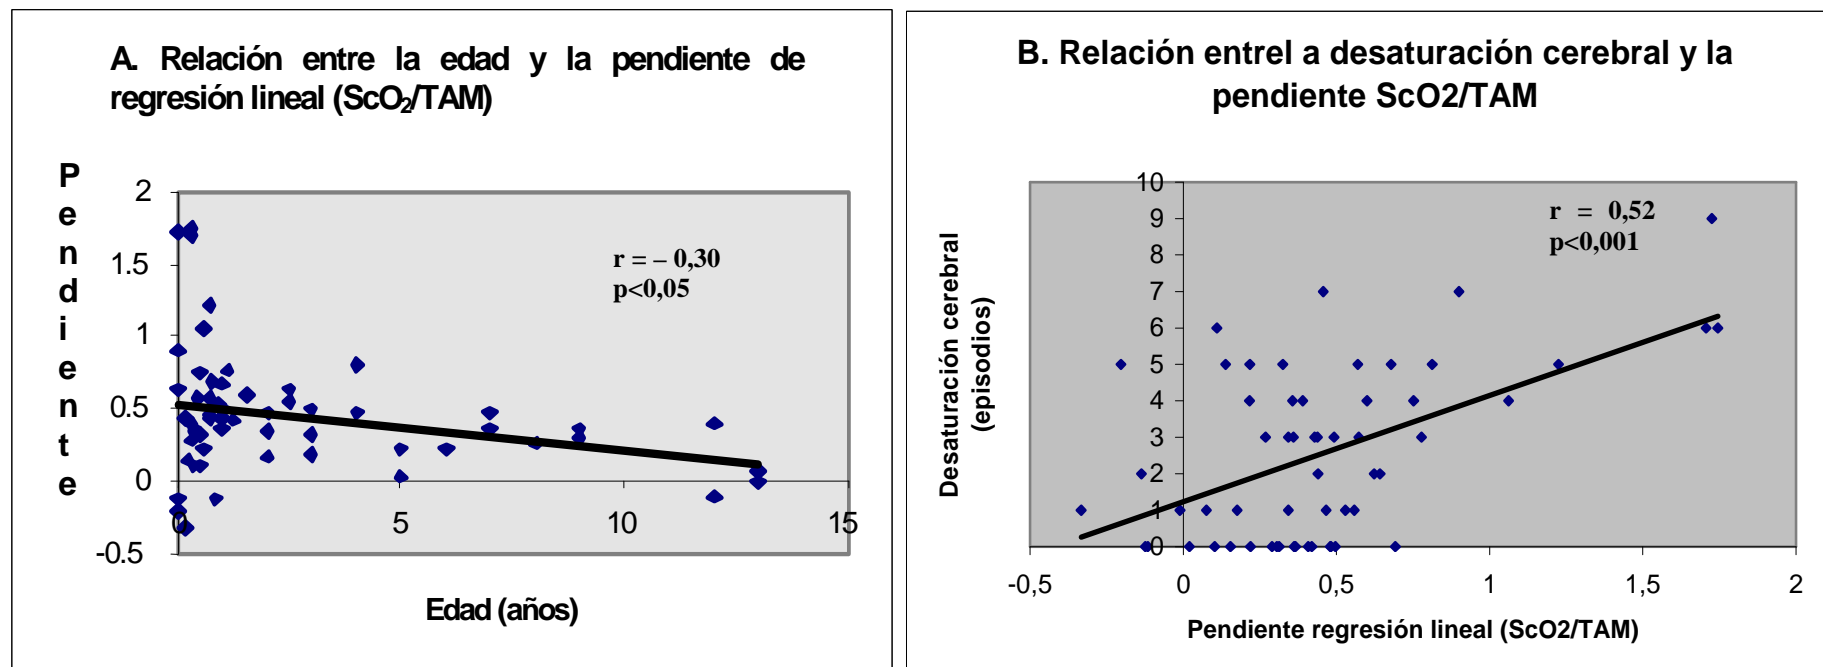 A. Relación entre la edad y la pendiente de
regresión lineal (ScO2/TAM)
Pendiente
2
1.5
1
0.5
0
-0.5
r = – 0,30
p<0,05
0
5
10
15
Edad (años)
B. Relación entrel a desaturación cerebral y la
pendiente ScO2/TAM
Desaturación cerebral
(episodios)
10
9
8
7
6
5
4
3
2
1
0
r = 0,52
p<0,001
-0,5
0
0,5
1
1,5
2
Pendiente regresión lineal (ScO2/TAM)